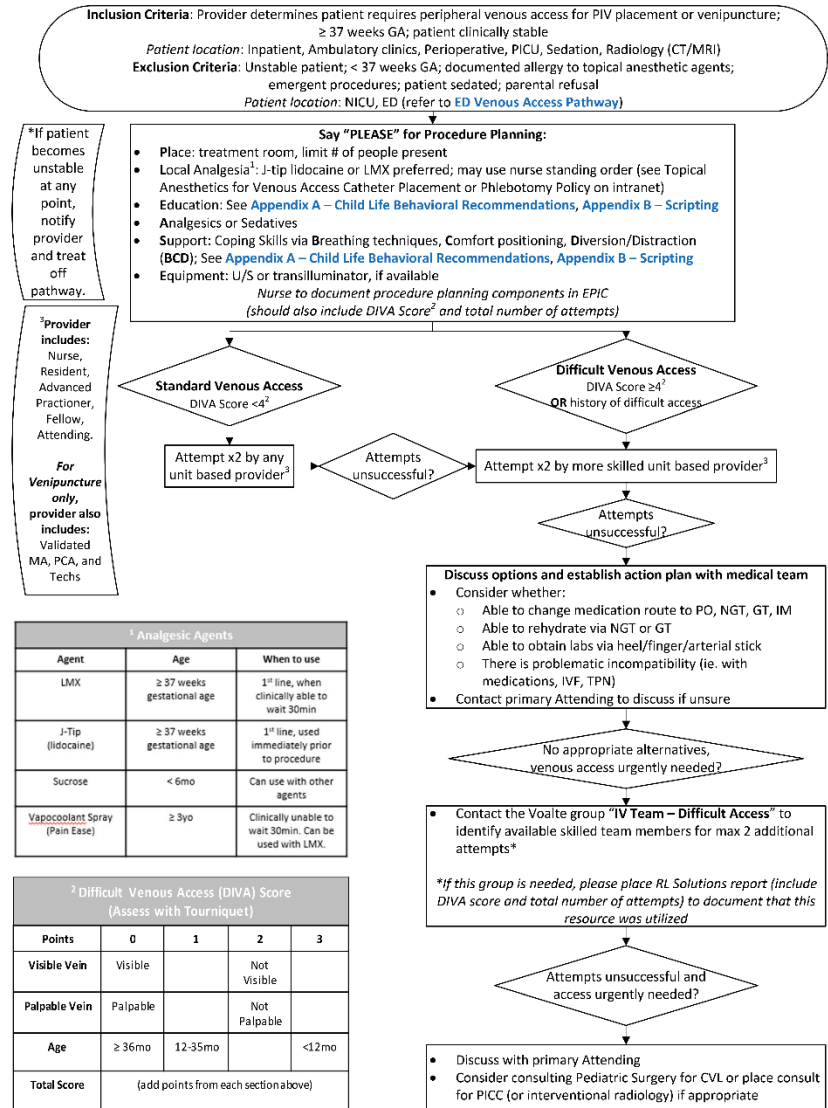 Inclusion Criteria: Provider determines patient requires peripheral venous access for PIV placement or venipuncture;
≥ 37 weeks GA; patient clinically stable
Patient location: Inpatient, Ambulatory clinics, Perioperative, PICU, Sedation, Radiology (CT/MRI)
Exclusion Criteria: Unstable patient; < 37 weeks GA; documented allergy to topical anesthetic agents;
emergent procedures; patient sedated; parental refusal
Patient location: NICU, ED (refer to ED Venous Access Pathway)
*If patient
becomes
unstable
at any
point,
notify
provider
and treat
off
pathway.
Say “PLEASE” for Procedure Planning:
• Place: treatment room, limit # of people present
• Local Analgesia¹: J-tip lidocaine or LMX preferred; may use nurse standing order (see Topical
Anesthetics for Venous Access Catheter Placement or Phlebotomy Policy on intranet)
• Education: See Appendix A – Child Life Behavioral Recommendations, Appendix B – Scripting
• Analgesics or Sedatives
• Support: Coping Skills via Breathing techniques, Comfort positioning, Diversion/Distraction
(BCD); See Appendix A – Child Life Behavioral Recommendations, Appendix B – Scripting
• Equipment: U/S or transilluminator, if available
Nurse to document procedure planning components in EPIC
(should also include DIVA Score² and total number of attempts)
³Provider
includes:
Nurse,
Resident,
Advanced
Practioner,
Fellow,
Attending.
For
Venipuncture
only,
provider also
includes:
Validated
MA, PCA, and
Techs
Standard Venous Access
DIVA Score <4²
Difficult Venous Access
DIVA Score ≥4²
OR history of difficult access
Attempt x2 by any
unit based provider³
Attempts
unsuccessful?
Attempt x2 by more skilled unit based provider³
Attempts
unsuccessful?
Discuss options and establish action plan with medical team
• Consider whether:
○ Able to change medication route to PO, NGT, GT, IM
○ Able to rehydrate via NGT or GT
○ Able to obtain labs via heel/finger/arterial stick
○ There is problematic incompatibility (ie. with
medications, IVF, TPN)
• Contact primary Attending to discuss if unsure
No appropriate alternatives,
venous access urgently needed?
• Contact the Voalte group “IV Team – Difficult Access” to
identify available skilled team members for max 2 additional
attempts*
*If this group is needed, please place RL Solutions report (include
DIVA score and total number of attempts) to document that this
resource was utilized
Attempts unsuccessful and
access urgently needed?
• Discuss with primary Attending
• Consider consulting Pediatric Surgery for CVL or place consult
for PICC (or interventional radiology) if appropriate
¹ Analgesic Agents
Agent Age When to use
LMX ≥ 37 weeks gestational age 1st line, when clinically able to wait 30min
J-Tip (lidocaine) ≥ 37 weeks gestational age 1st line, used immediately prior to procedure
Sucrose < 6mo Can use with other agents
Vapocoolant Spray (Pain Ease) ≥ 3yo Clinically unable to wait 30min. Can be used with LMX.
² Difficult Venous Access (DIVA) Score
(Assess with Tourniquet)
Points 0 1 2 3
Visible Vein Visible Not Visible
Palpable Vein Palpable Not Palpable
Age ≥ 36mo 12-35mo <12mo
Total Score (add points from each section above)